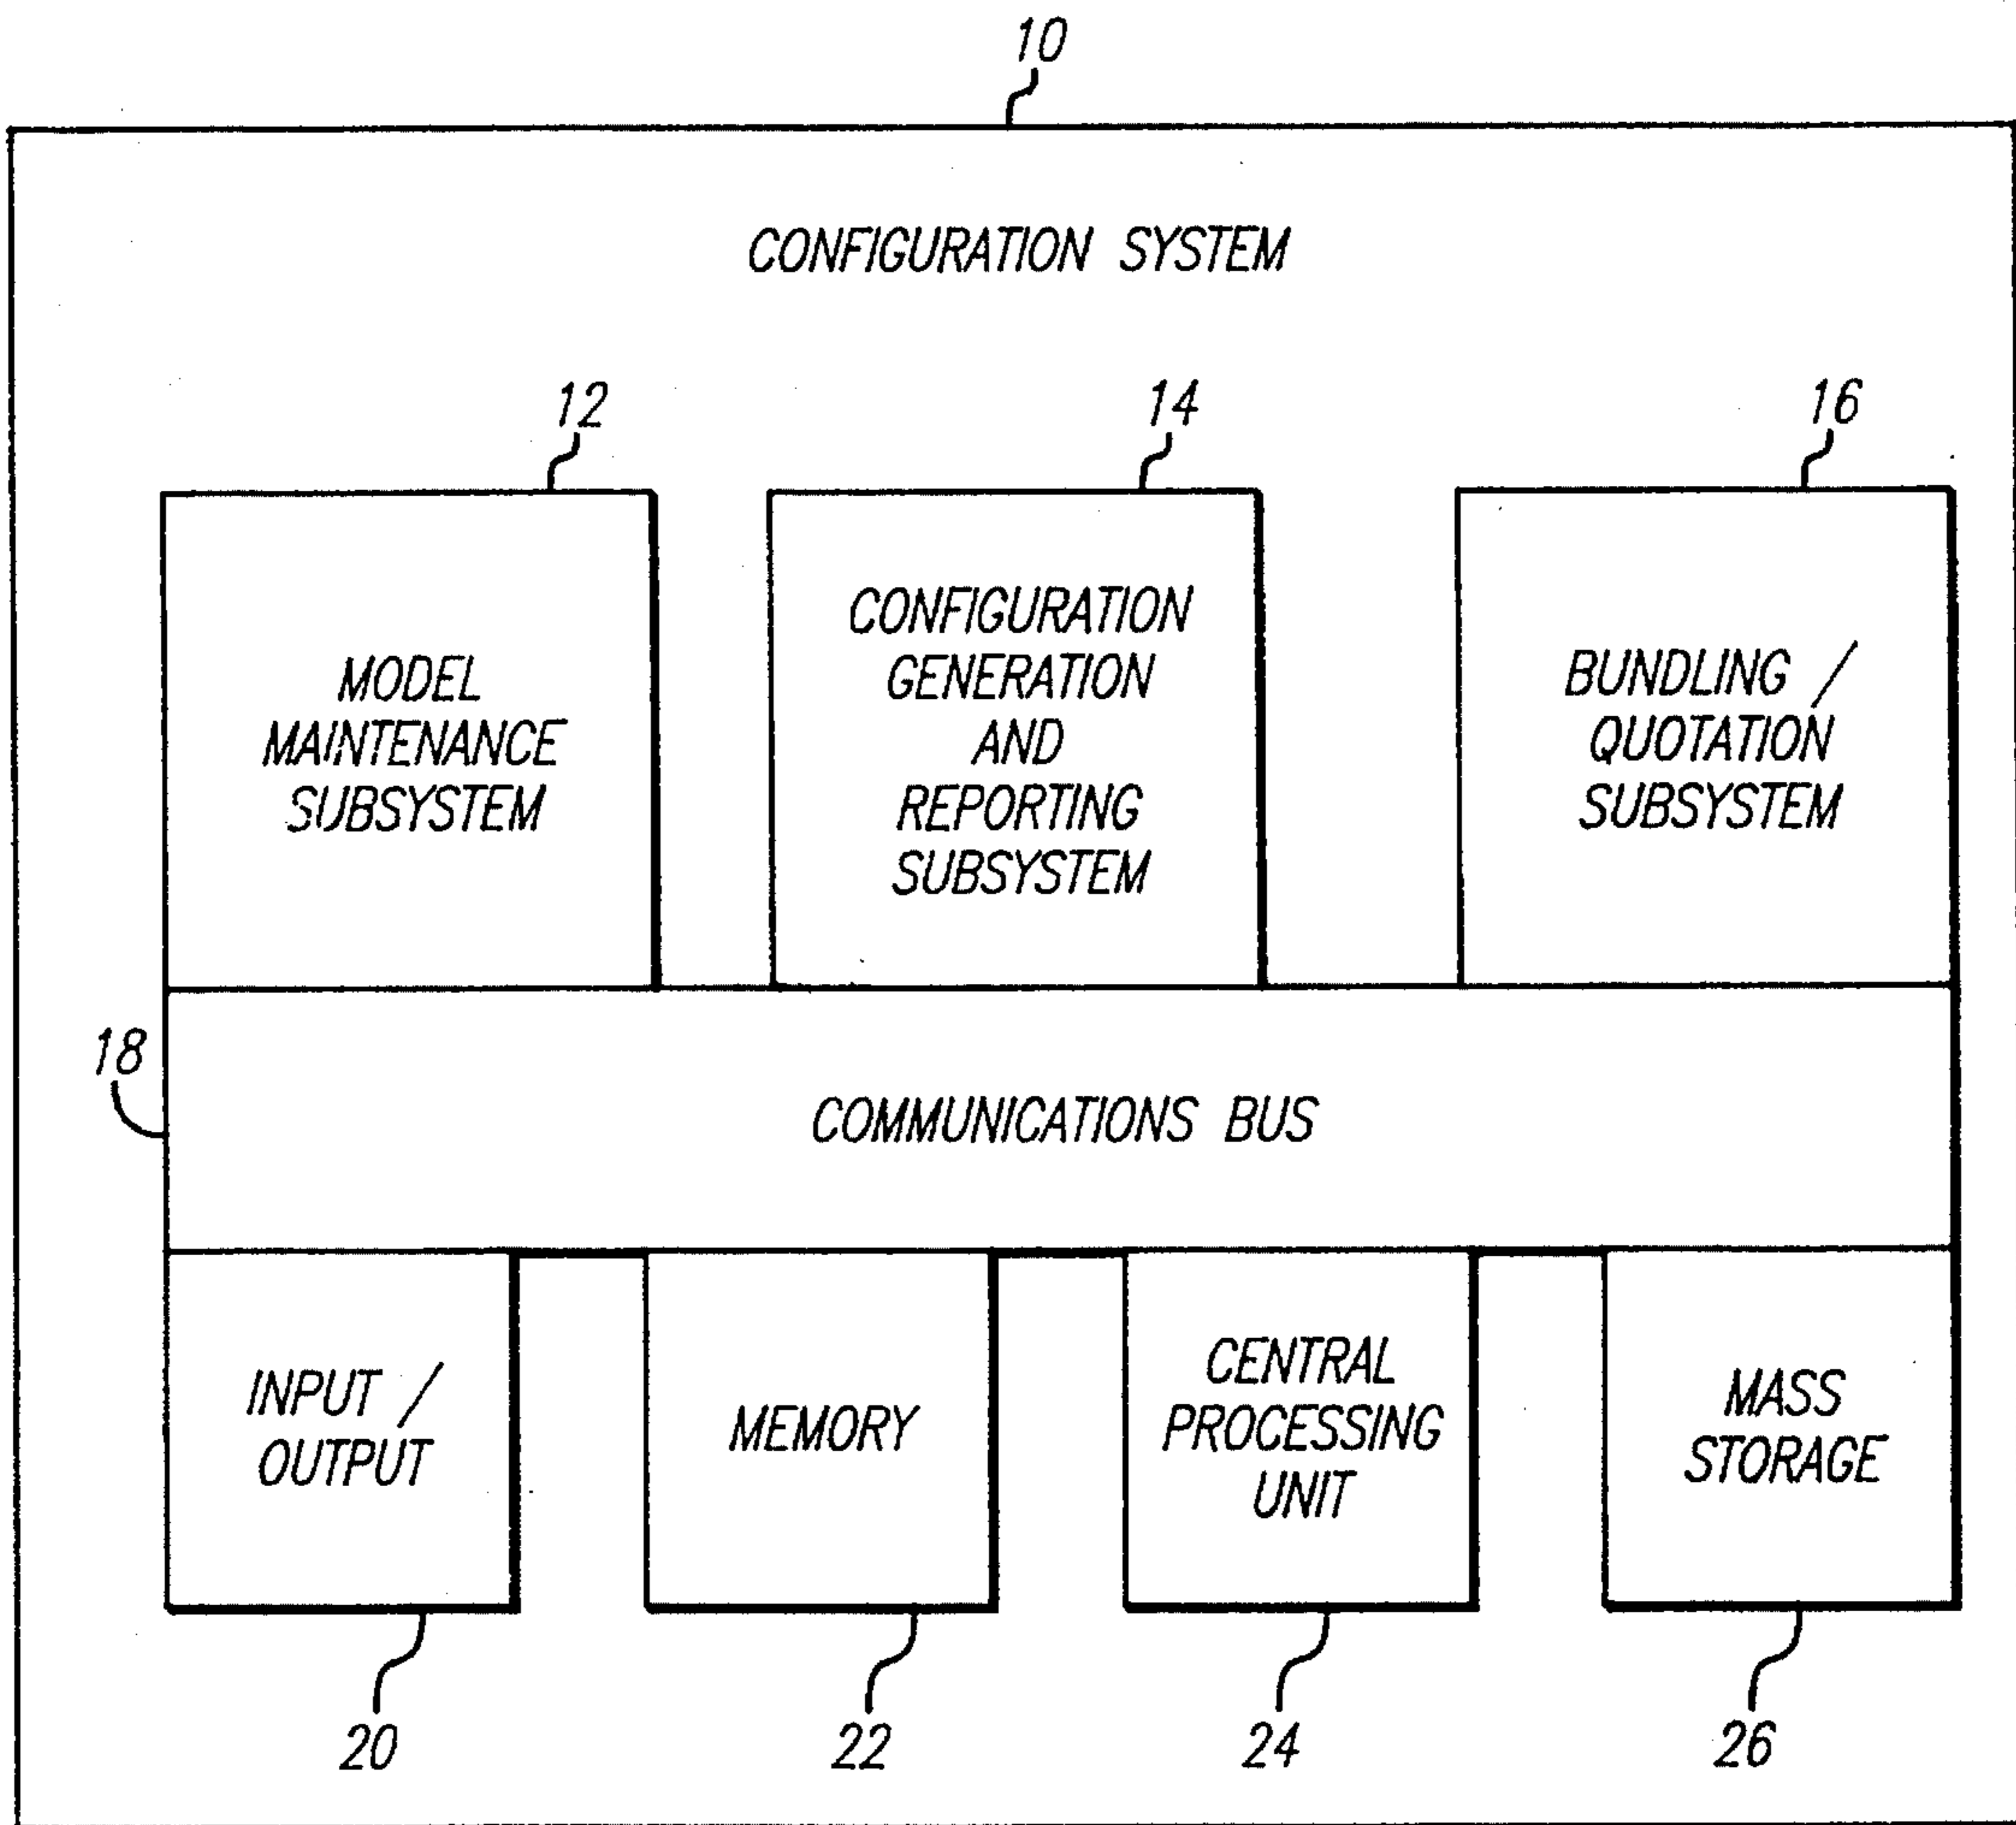 10
CONFIGURATION SYSTEM
12
14
16
MODEL
MAINTENANCE
SUBSYSTEM
CONFIGURATION
GENERATION
AND
REPORTING
SUBSYSTEM
BUNDLING /
QUOTATION
SUBSYSTEM
18
COMMUNICATIONS BUS
INPUT /
OUTPUT
MEMORY
CENTRAL
PROCESSING
UNIT
MASS
STORAGE
20
22
24
26